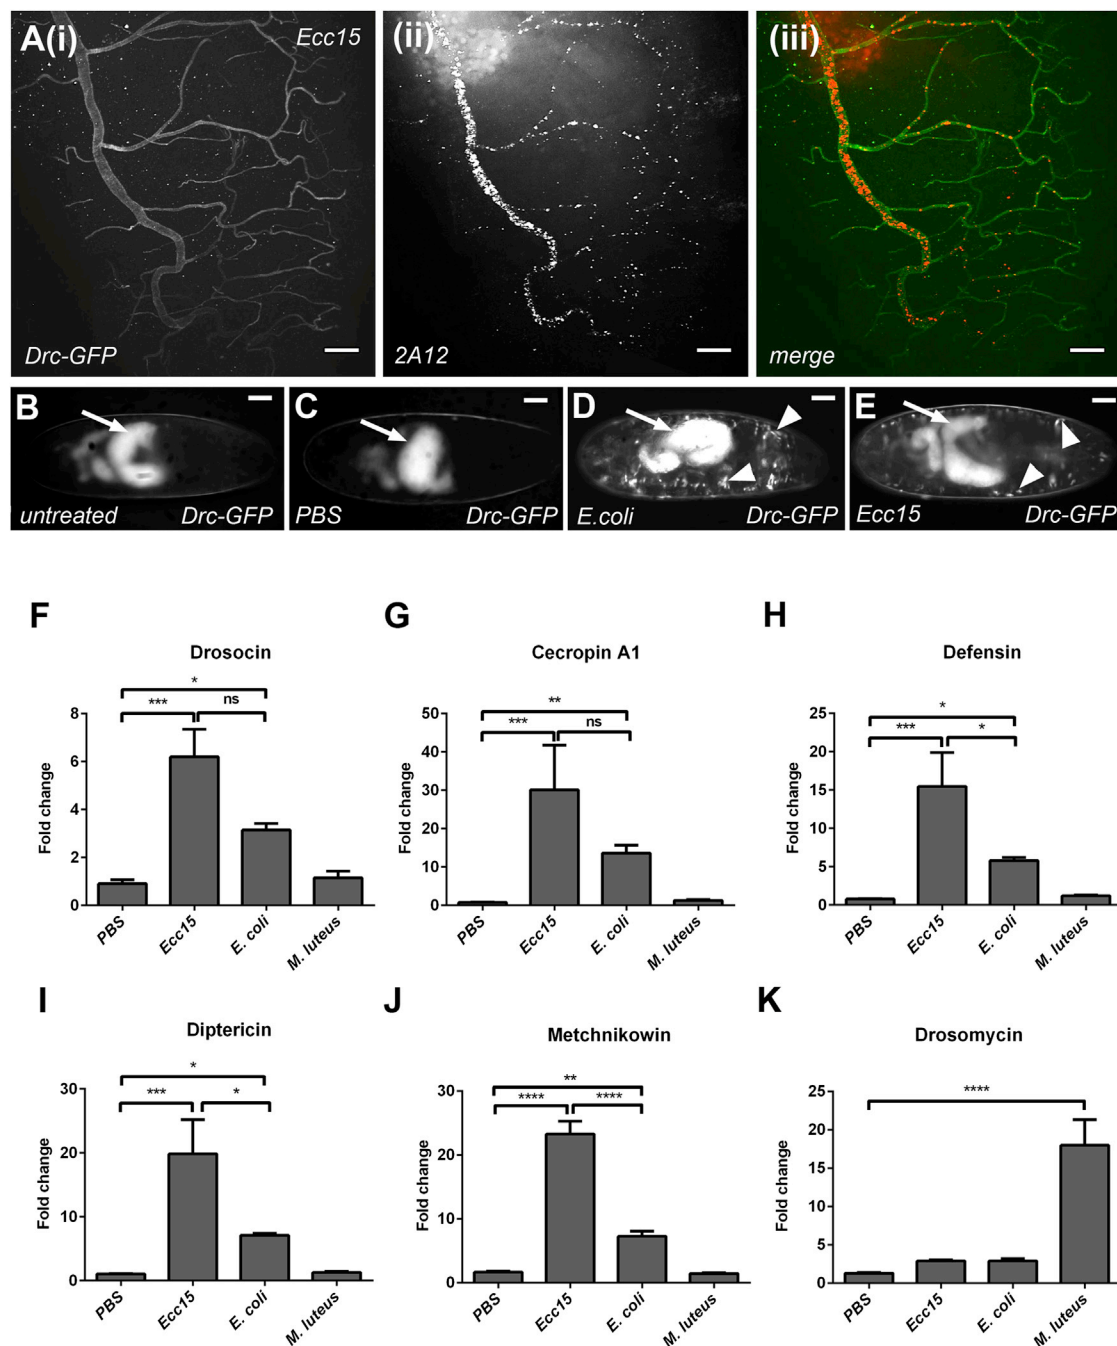 A(i) Ecc15 (ii) (iii)
Drc-GFP 2A12 merge
B C D E
untreated Drc-GFP PBS Drc-GFP E.coli Drc-GFP Ecc15 Drc-GFP
F
Drosocin
*
*** ns
Fold change
8
6
4
2
0
PBS Ecc15 E. coli M. luteus
G
Cecropin A1
**
*** ns
Fold change
50
40
30
20
10
0
PBS Ecc15 E. coli M. luteus
H
Defensin
*
*** *
Fold change
25
20
15
10
5
0
PBS Ecc15 E. coli M. luteus
I
Diptericin
*
*** *
Fold change
30
20
10
0
PBS Ecc15 E. coli M. luteus
J
Metchnikowin
**
**** ****
Fold change
30
20
10
0
PBS Ecc15 E. coli M. luteus
K
Drosomycin
****
Fold change
25
20
15
10
5
0
PBS Ecc15 E. coli M. luteus